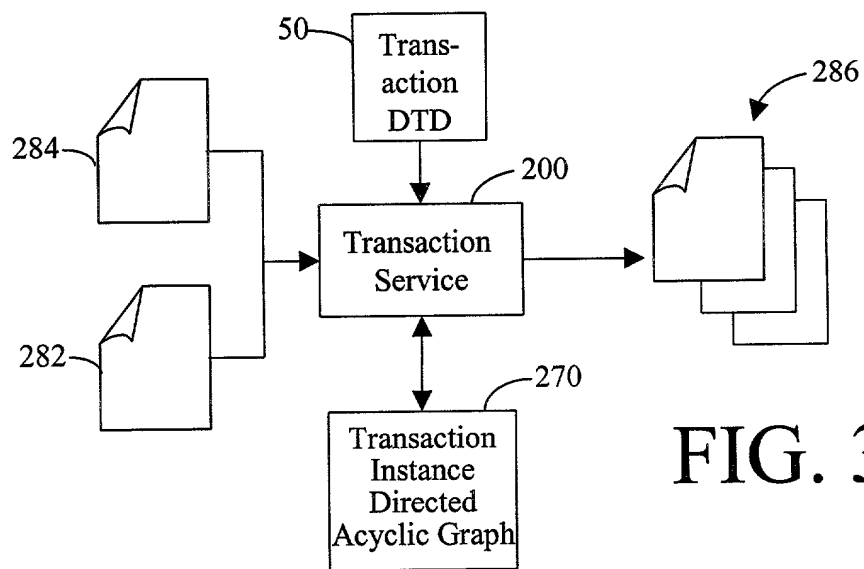 50
Trans-
action
DTD
286
284
200
Transaction
Service
282
270
Transaction
Instance
Directed
Acyclic Graph
FIG. 3